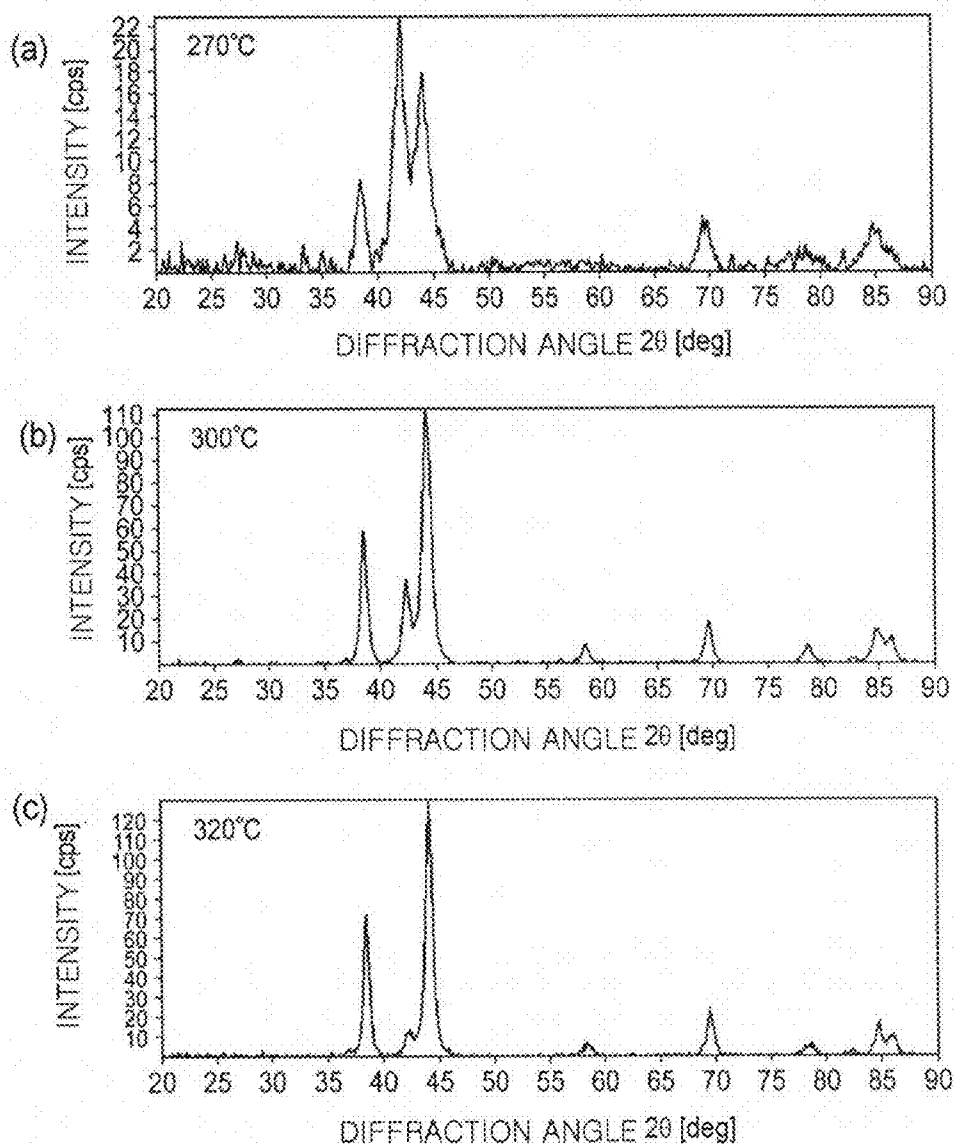 (a)
270°C
INTENSITY [cps]
22
20
18
16
14
12
10
8
6
4
2
20 25 30 35 40 45 50 55 60 65 70 75 80 85 90
DIFFRACTION ANGLE 2θ [deg]
(b)
300°C
INTENSITY [cps]
110
100
90
80
70
60
50
40
30
20
10
20 25 30 35 40 45 50 55 60 65 70 75 80 85 90
DIFFRACTION ANGLE 2θ [deg]
(c)
320°C
INTENSITY [cps]
120
110
100
90
80
70
60
50
40
30
20
10
20 25 30 35 40 45 50 55 60 65 70 75 80 85 90
DIFFRACTION ANGLE 2θ [deg]